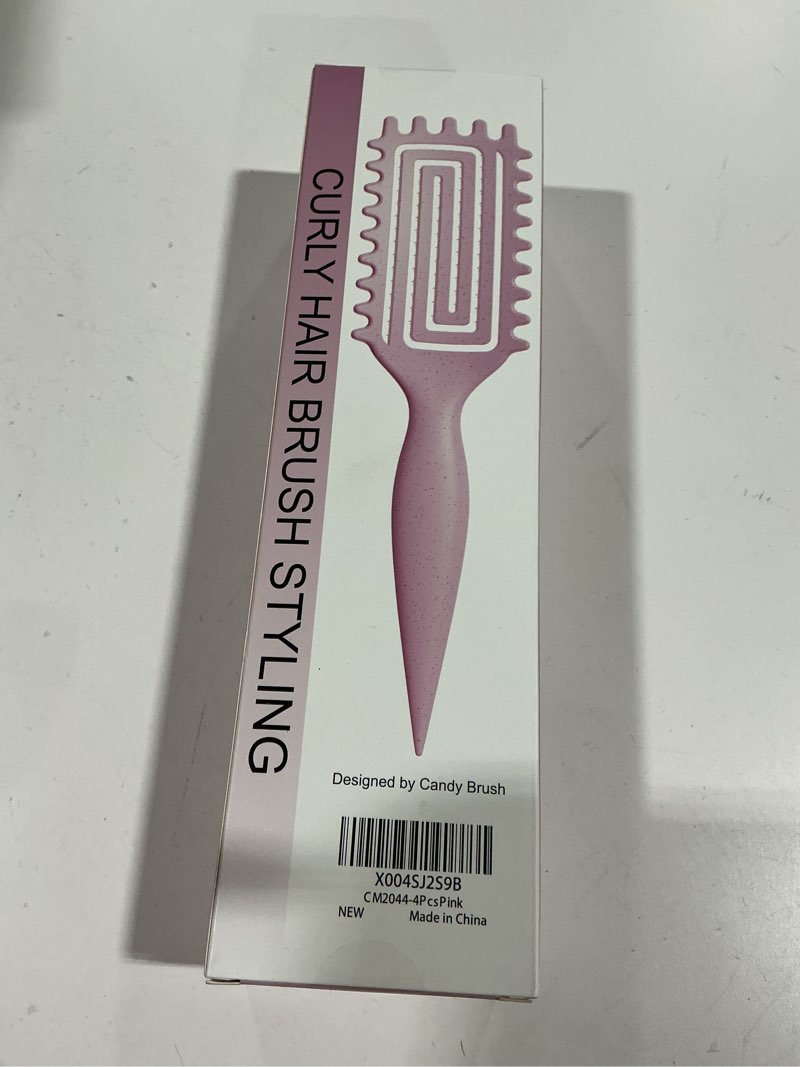 CURLY HAIR BRUSH STYLING
Designed by Candy Brush
X004SJ2S9B
CM2044-4PcsPink
NEW Made in China